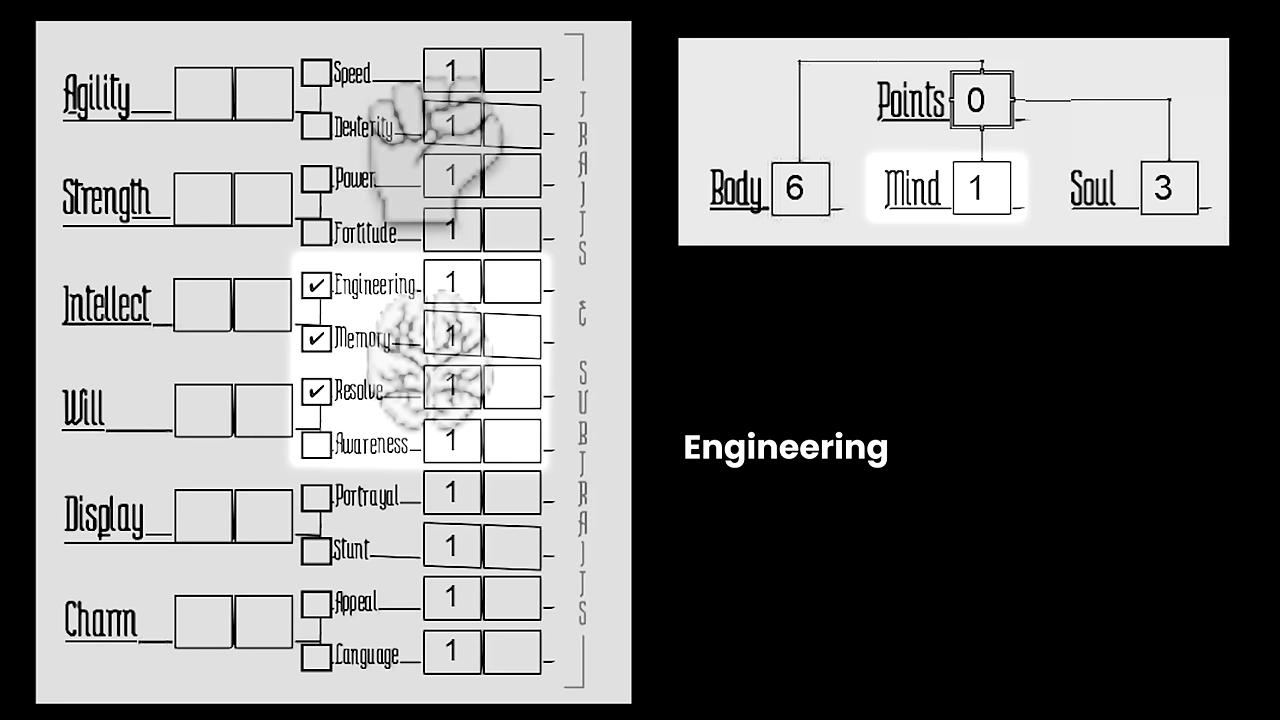 Agility
Strength
Intellect
Will
Display
Charm
Speed 1
Dexterity 1
Power 1
Fortitude 1
✓ Engineering 1
✓ Memory 1
✓ Resolve 1
Awareness 1
Portrayal 1
Stunt 1
Appeal 1
Language 1
TRAITS & SUBTRAITS
Points 0
Body 6
Mind 1
Soul 3
Engineering